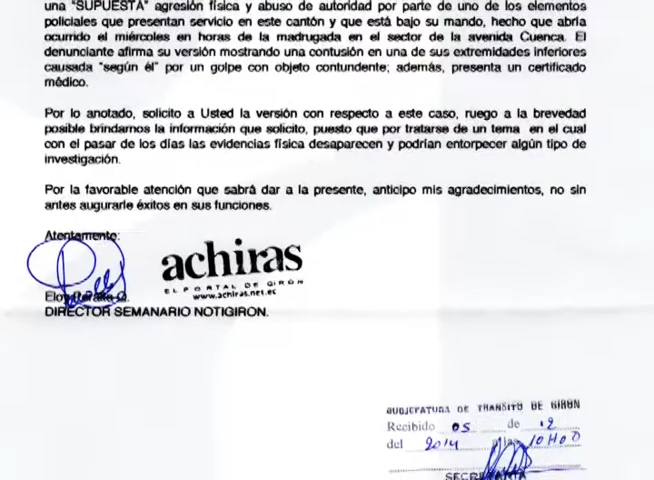 una "SUPUESTA" agresión física y abuso de autoridad por parte de uno de los elementos
policiales que presentan servicio en este cantón y que está bajo su mando, hecho que abría
ocurrido el miércoles en horas de la madrugada en el sector de la avenida Cuenca. El
denunciante afirma su versión mostrando una contusión en una de sus extremidades inferiores
causada "según él" por un golpe con objeto contundente; además, presenta un certificado
médico.
Por lo anotado, solicito a Usted la versión con respecto a este caso, ruego a la brevedad
posible brindarnos la información que solicito, puesto que por tratarse de un tema en el cual
con el pasar de los días las evidencias física desaparecen y podrían entorpecer algún tipo de
investigación.
Por la favorable atención que sabrá dar a la presente, anticipo mis agradecimientos, no sin
antes augurarle éxitos en sus funciones.
Atentamente:
achiras
EL PORTAL DE GIRÓN
www.achiras.net.ec
DIRECTOR SEMANARIO NOTIGIRON.
SUBJEFATURA DE TRANSITO DE GIRON
Recibido 05 de 12
del 2014 a las 10H00
SECRETARIA